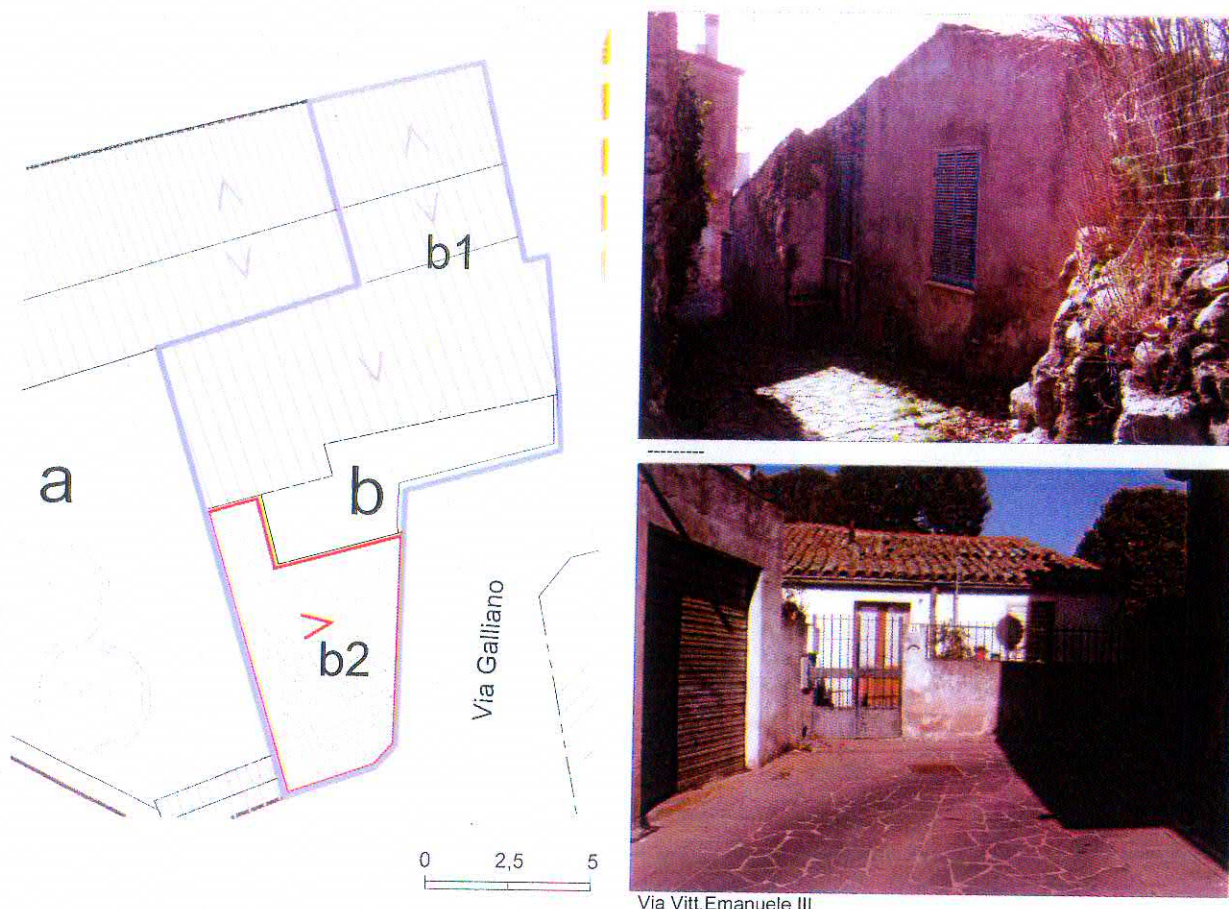 b1
a
b
b2
Via Galliano
0 2,5 5
---------
Via Vitt.Emanuele III